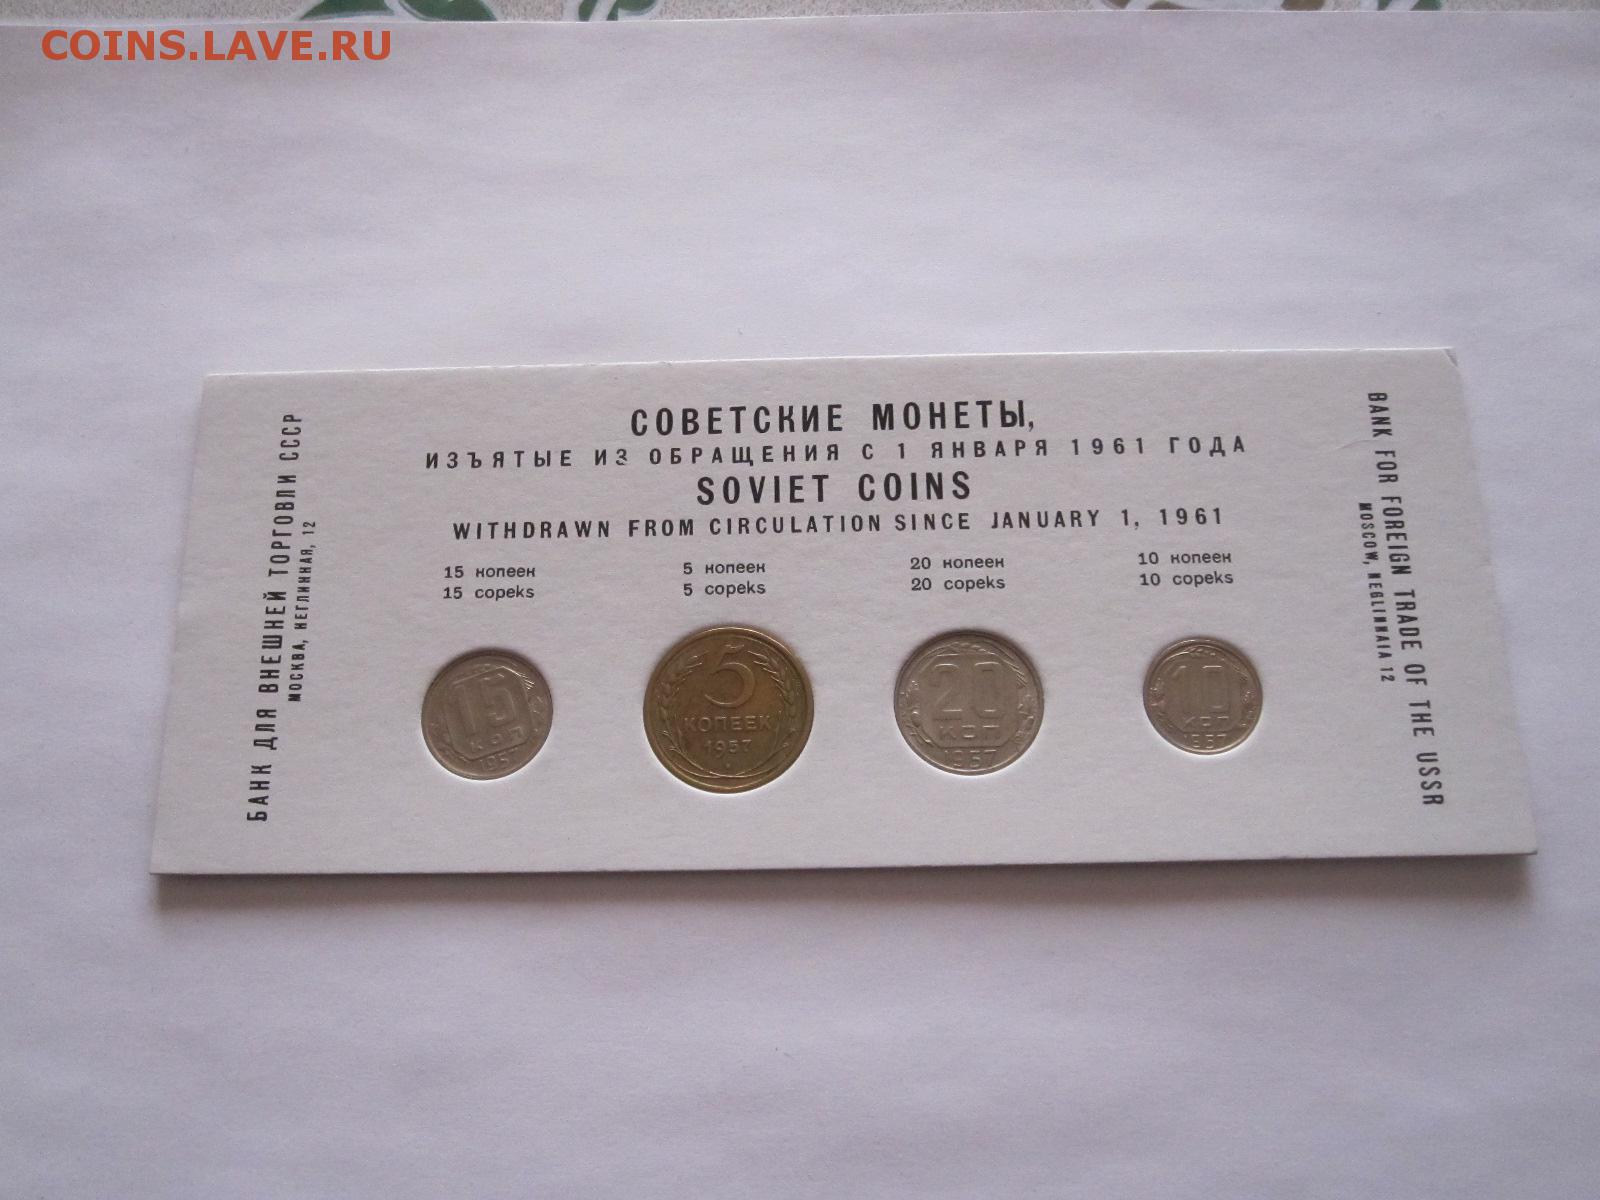 COINS.LAVE.RU
СОВЕТСКИЕ МОНЕТЫ,
ИЗЪЯТЫЕ ИЗ ОБРАЩЕНИЯ С 1 ЯНВАРЯ 1961 ГОДА
SOVIET COINS
WITHDRAWN FROM CIRCULATION SINCE JANUARY 1, 1961
БАНК ДЛЯ ВНЕШНЕЙ ТОРГОВЛИ СССР
МОСКВА, НЕГЛИННАЯ, 12
15 копеек
15 copeks
5 копеек
5 copeks
20 копеек
20 copeks
10 копеек
10 copeks
15
КОП
1957
5
КОПЕЕК
1957
20
КОП
1957
10
КОП
1957
BANK FOR FOREIGN TRADE OF THE USSR
MOSCOW, NEGLINNAIA 12